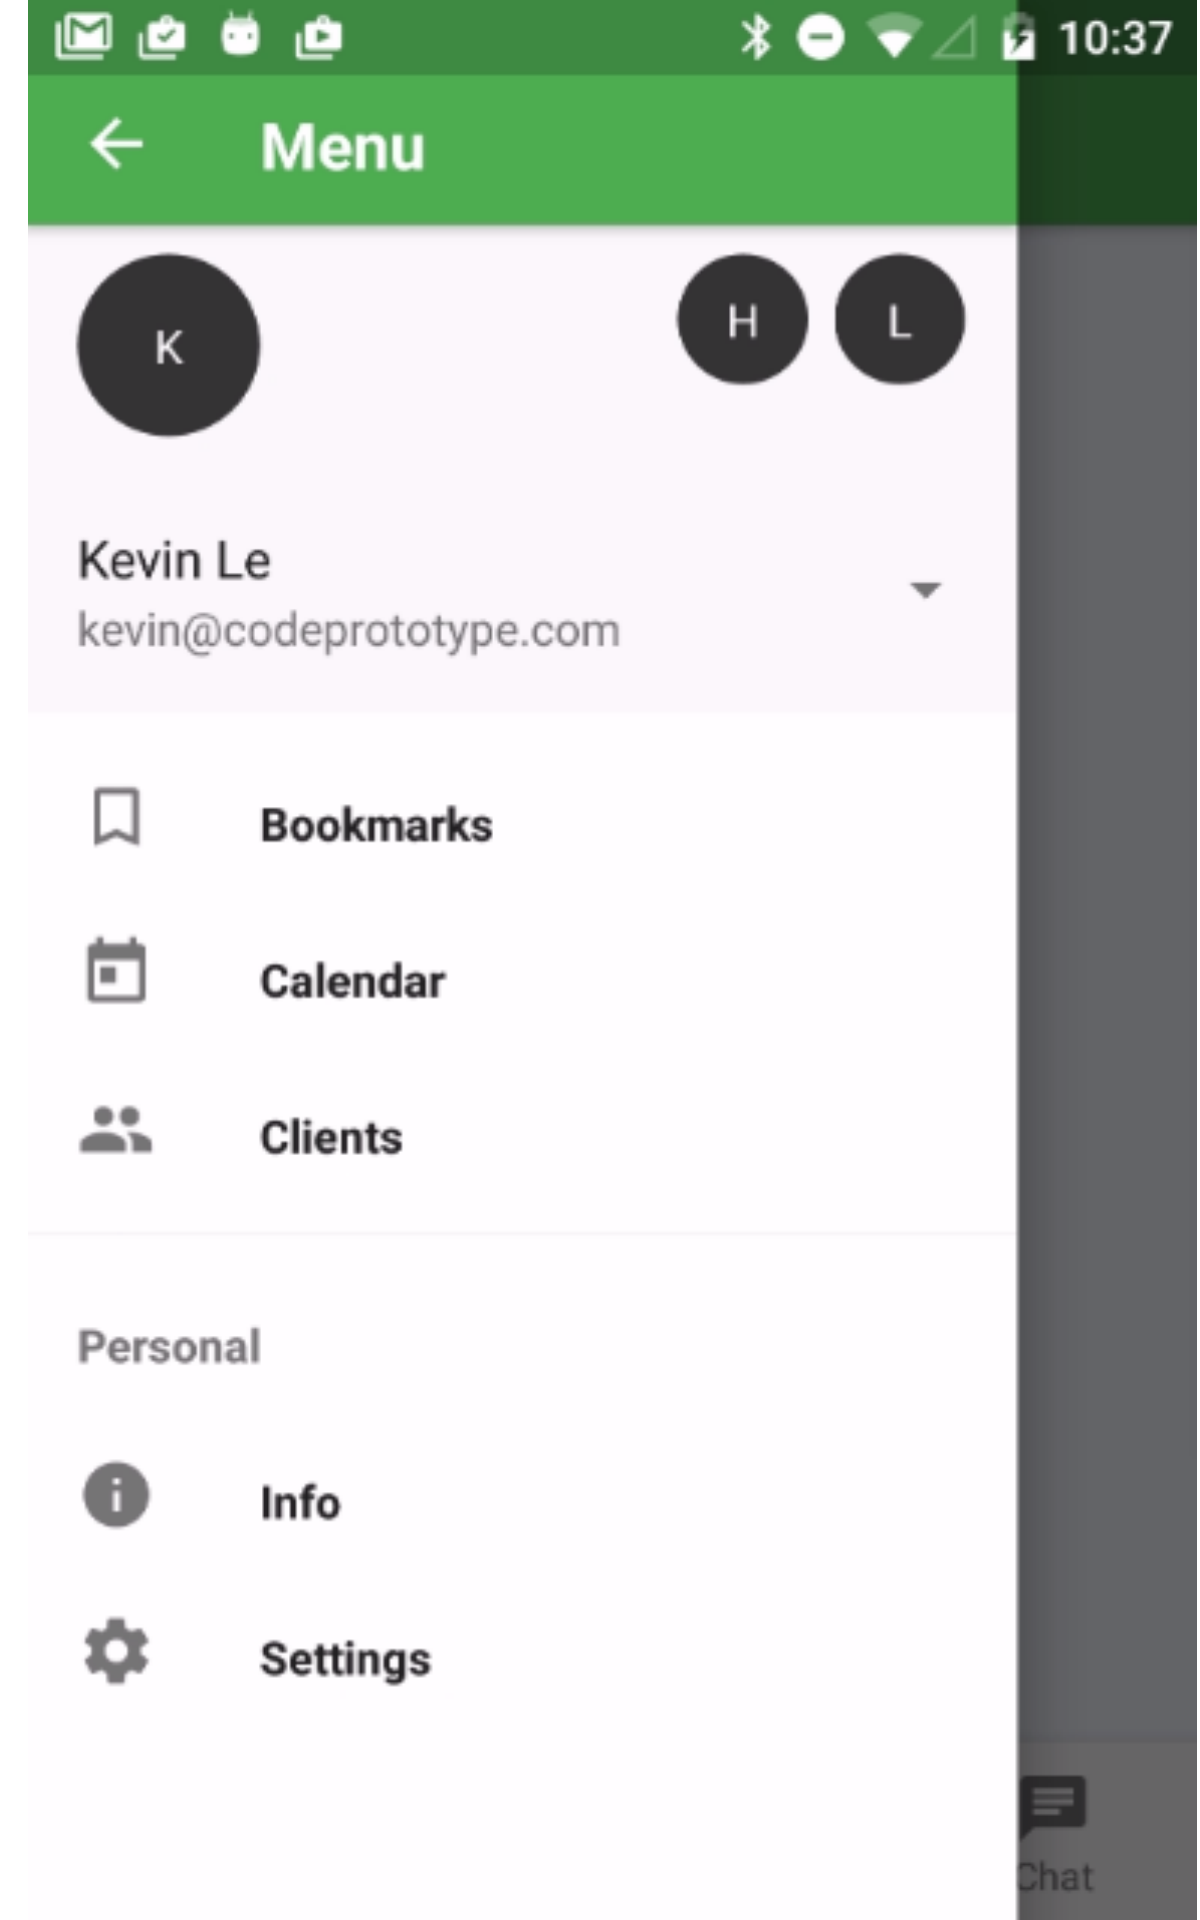 10:37
Menu
K
H
L
Kevin Le
kevin@codeprototype.com
Bookmarks
Calendar
Clients
Personal
Info
Settings
Chat